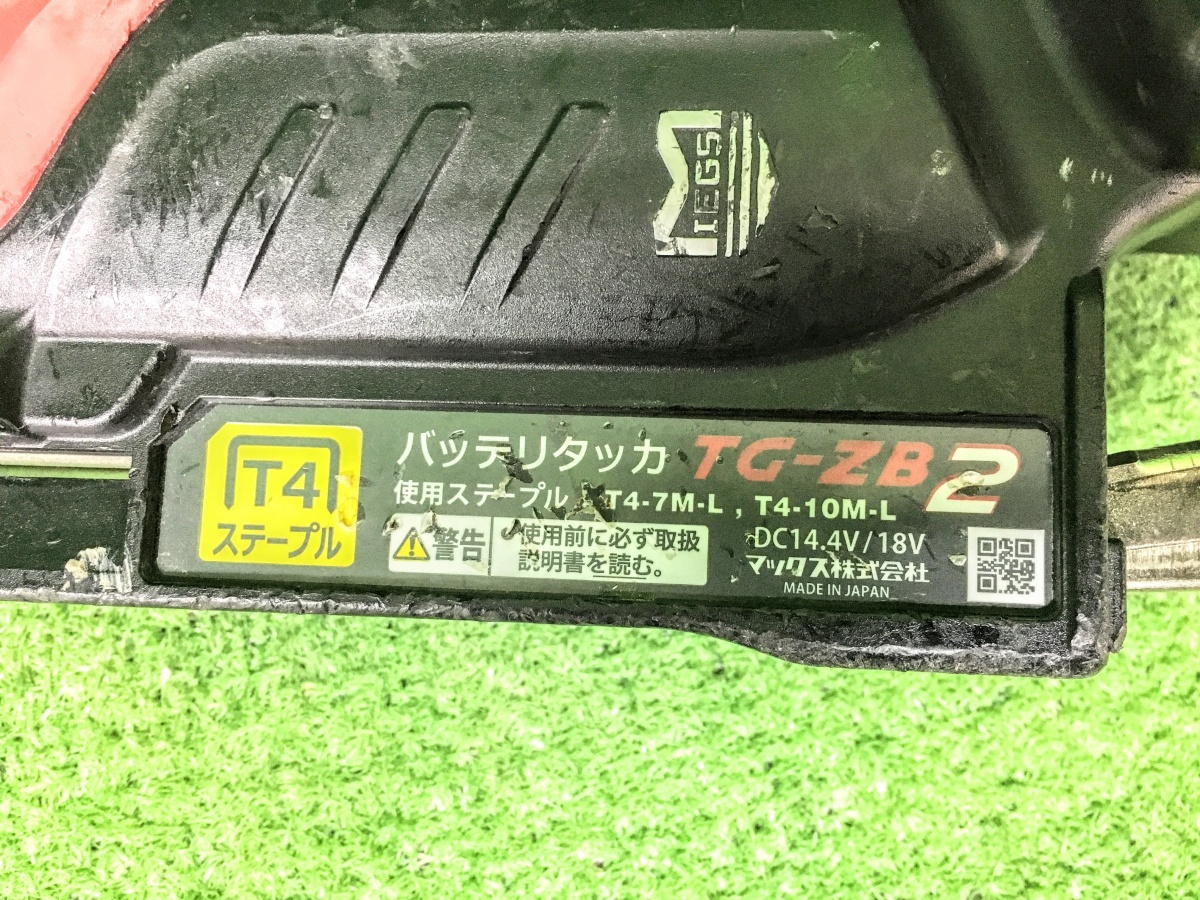 MIEGS
T4
ステープル
バッテリタッカ TG-ZB2
使用ステープル T4-7M-L , T4-10M-L
警告
使用前に必ず取扱
説明書を読む。
DC14.4V/18V
マックス株式会社
MADE IN JAPAN